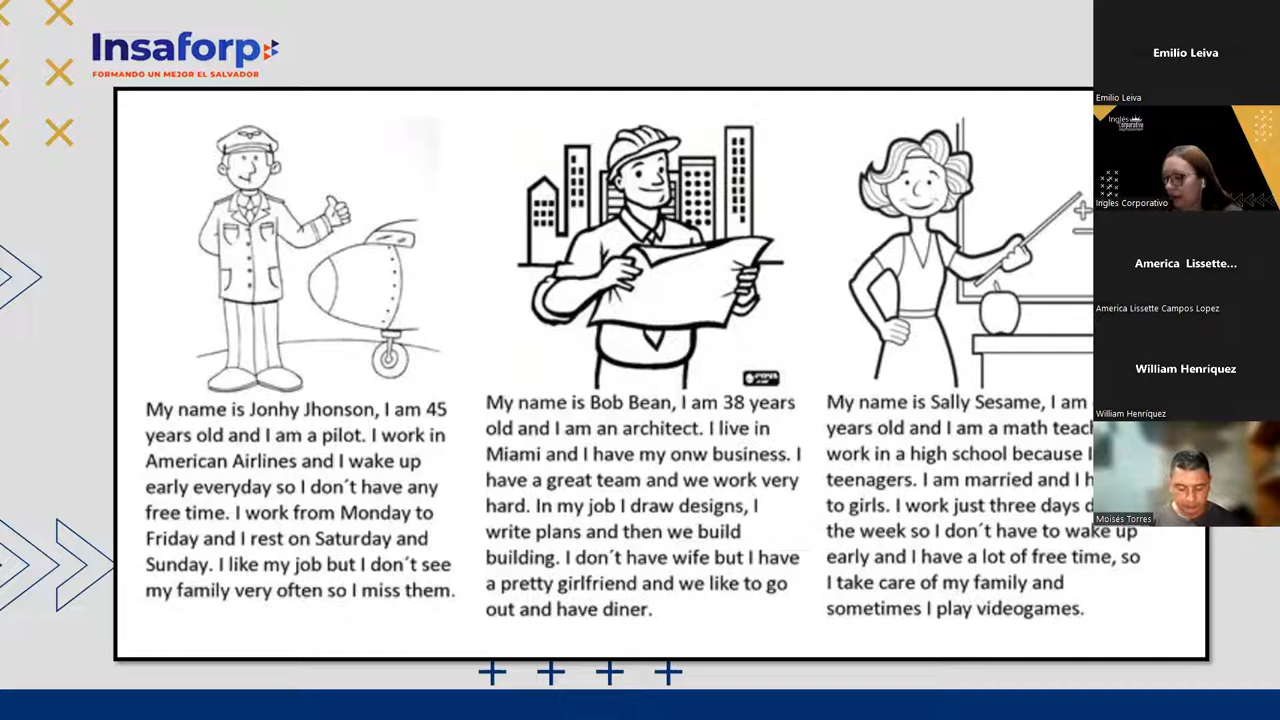 Insaforp
FORMANDO UN MEJOR EL SALVADOR
My name is Jonhy Jhonson, I am 45
years old and I am a pilot. I work in
American Airlines and I wake up
early everyday so I don´t have any
free time. I work from Monday to
Friday and I rest on Saturday and
Sunday. I like my job but I don´t see
my family very often so I miss them.
My name is Bob Bean, I am 38 years
old and I am an architect. I live in
Miami and I have my onw business. I
have a great team and we work very
hard. In my job I draw designs, I
write plans and then we build
building. I don´t have wife but I have
a pretty girlfriend and we like to go
out and have diner.
My name is Sally Sesame, I am
years old and I am a math teach
work in a high school because I
teenagers. I am married and I h
to girls. I work just three days
the week so I don´t have to wake up
early and I have a lot of free time, so
I take care of my family and
sometimes I play videogames.
Emilio Leiva
Emilio Leiva
Inglés
Corporativo
Ingles Corporativo
America Lissette...
America Lissette Campos Lopez
William Henríquez
William Henríquez
Moisés Torres